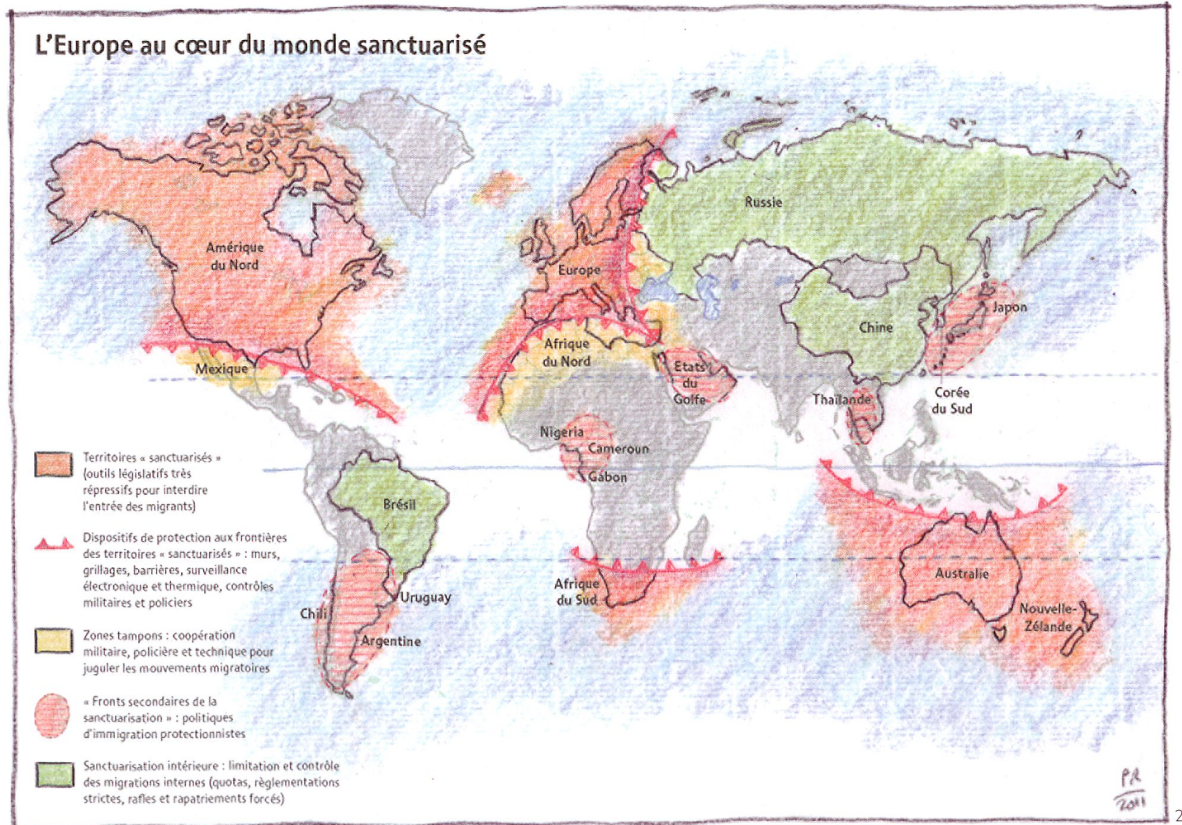 L'Europe au cœur du monde sanctuarisé
Amérique
du Nord
Europe
Russie
Chine
Japon
Mexique
Afrique
du Nord
Etats
du
Golfe
Thaïlande
Corée
du Sud
Nigeria
Cameroun
Gabon
Brésil
Chili
Uruguay
Argentine
Afrique
du Sud
Australie
Nouvelle-
Zélande
Territoires « sanctuarisés »
(outils législatifs très
répressifs pour interdire
l'entrée des migrants)
Dispositifs de protection aux frontières
des territoires « sanctuarisés » : murs,
grillages, barrières, surveillance
électronique et thermique, contrôles
militaires et policiers
Zones tampons : coopération
militaire, policière et technique pour
juguler les mouvements migratoires
« Fronts secondaires de la
sanctuarisation » : politiques
d'immigration protectionnistes
Sanctuarisation intérieure : limitation et contrôle
des migrations internes (quotas, règlementations
strictes, rafles et rapatriements forcés)
PR
2011
2